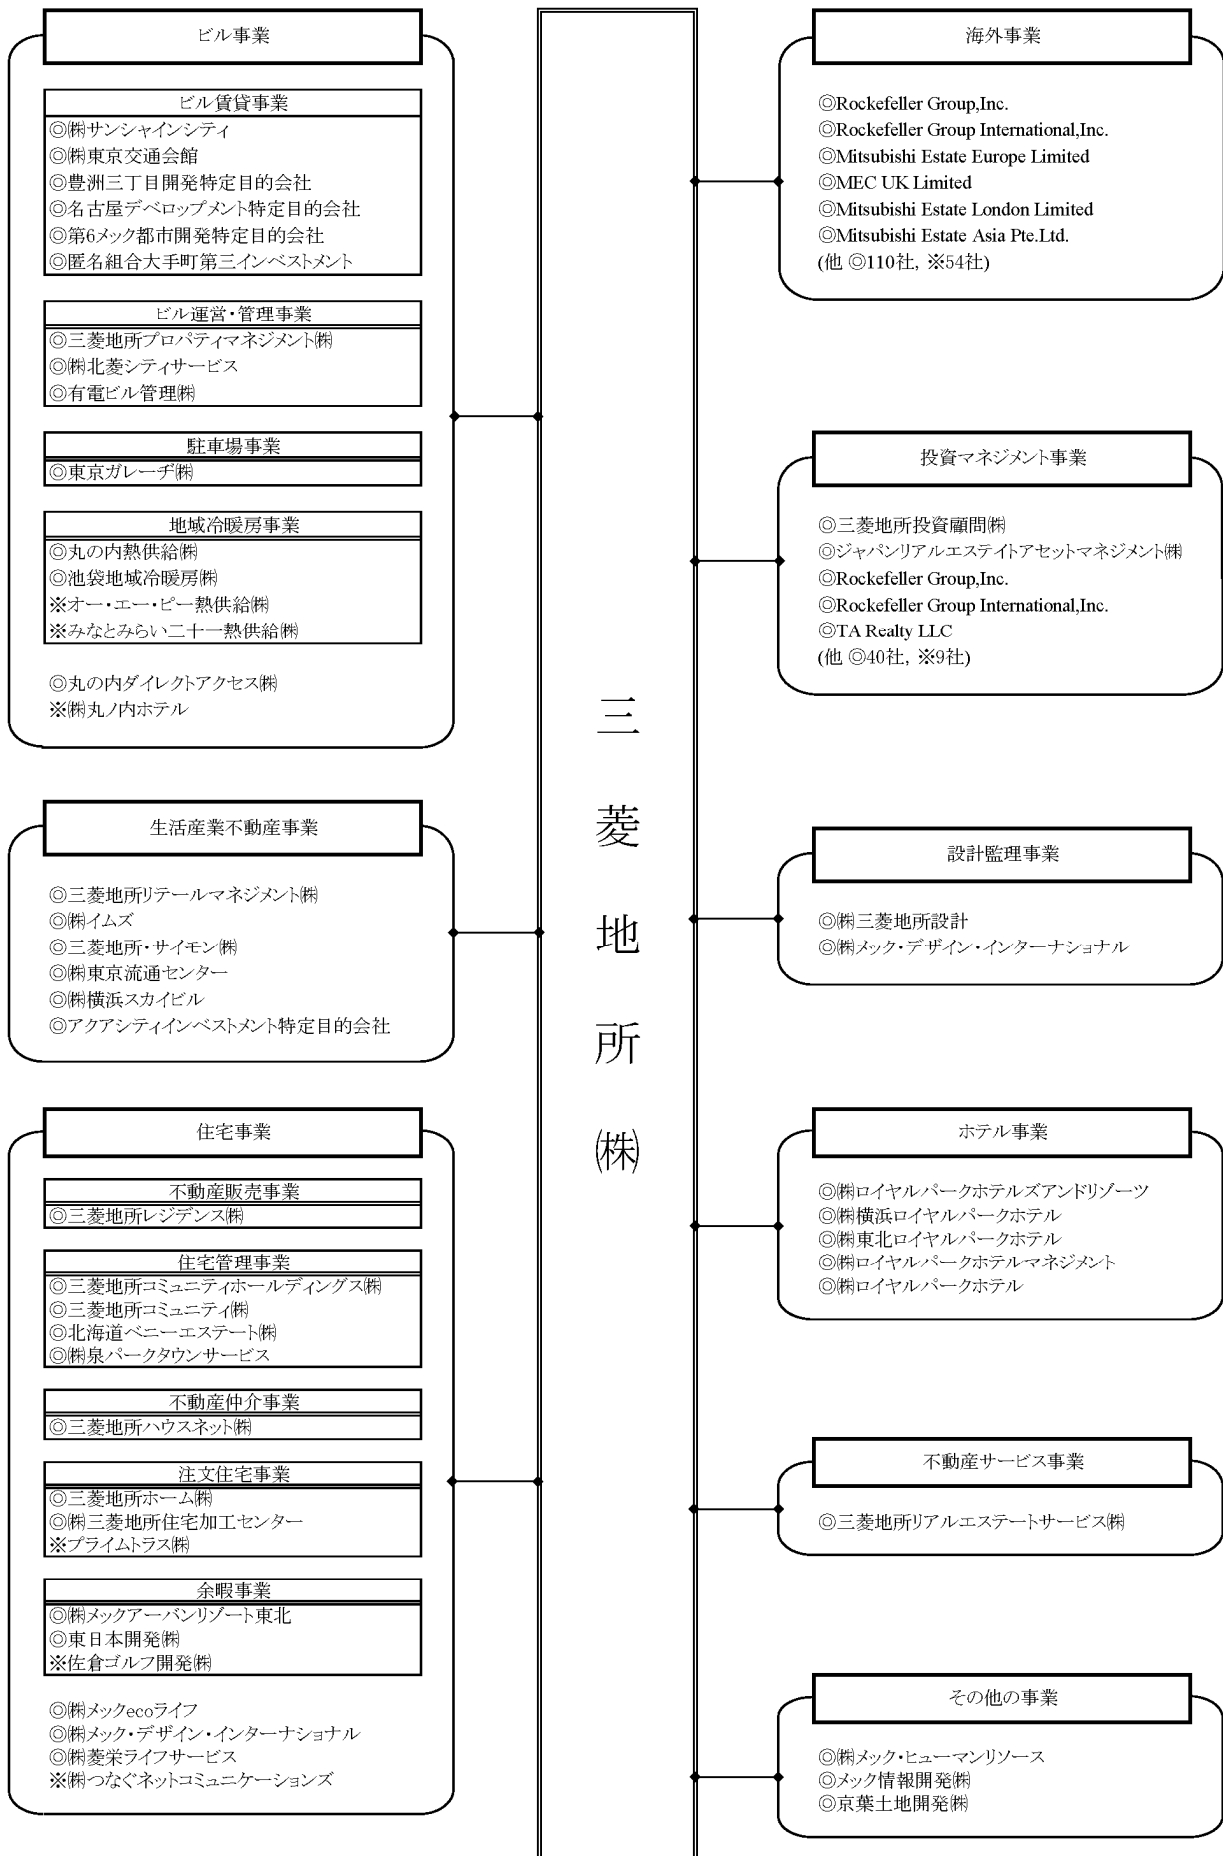 ビル事業
ビル賃貸事業
◎㈱サンシャインシティ
◎㈱東京交通会館
◎豊洲三丁目開発特定目的会社
◎名古屋デベロップメント特定目的会社
◎第6メック都市開発特定目的会社
◎匿名組合大手町第三インベストメント
ビル運営・管理事業
◎三菱地所プロパティマネジメント㈱
◎㈱北菱シティサービス
◎有電ビル管理㈱
駐車場事業
◎東京ガレーヂ㈱
地域冷暖房事業
◎丸の内熱供給㈱
◎池袋地域冷暖房㈱
※オー・エー・ピー熱供給㈱
※みなとみらい二十一熱供給㈱
◎丸の内ダイレクトアクセス㈱
※㈱丸ノ内ホテル
生活産業不動産事業
◎三菱地所リテールマネジメント㈱
◎㈱イムズ
◎三菱地所・サイモン㈱
◎㈱東京流通センター
◎㈱横浜スカイビル
◎アクアシティインベストメント特定目的会社
住宅事業
不動産販売事業
◎三菱地所レジデンス㈱
住宅管理事業
◎三菱地所コミュニティホールディングス㈱
◎三菱地所コミュニティ㈱
◎北海道ベニーエステート㈱
◎㈱泉パークタウンサービス
不動産仲介事業
◎三菱地所ハウスネット㈱
注文住宅事業
◎三菱地所ホーム㈱
◎㈱三菱地所住宅加工センター
※プライムトラス㈱
余暇事業
◎㈱メックアーバンリゾート東北
◎東日本開発㈱
※佐倉ゴルフ開発㈱
◎㈱メックecoライフ
◎㈱メック・デザイン・インターナショナル
◎㈱菱栄ライフサービス
※㈱つなぐネットコミュニケーションズ
三菱地所㈱
海外事業
◎Rockefeller Group,Inc.
◎Rockefeller Group International,Inc.
◎Mitsubishi Estate Europe Limited
◎MEC UK Limited
◎Mitsubishi Estate London Limited
◎Mitsubishi Estate Asia Pte.Ltd.
(他 ◎110社, ※54社)
投資マネジメント事業
◎三菱地所投資顧問㈱
◎ジャパンリアルエステイトアセットマネジメント㈱
◎Rockefeller Group,Inc.
◎Rockefeller Group International,Inc.
◎TA Realty LLC
(他 ◎40社, ※9社)
設計監理事業
◎㈱三菱地所設計
◎㈱メック・デザイン・インターナショナル
ホテル事業
◎㈱ロイヤルパークホテルズアンドリゾーツ
◎㈱横浜ロイヤルパークホテル
◎㈱東北ロイヤルパークホテル
◎㈱ロイヤルパークホテルマネジメント
◎㈱ロイヤルパークホテル
不動産サービス事業
◎三菱地所リアルエステートサービス㈱
その他の事業
◎㈱メック・ヒューマンリソース
◎メック情報開発㈱
◎京葉土地開発㈱